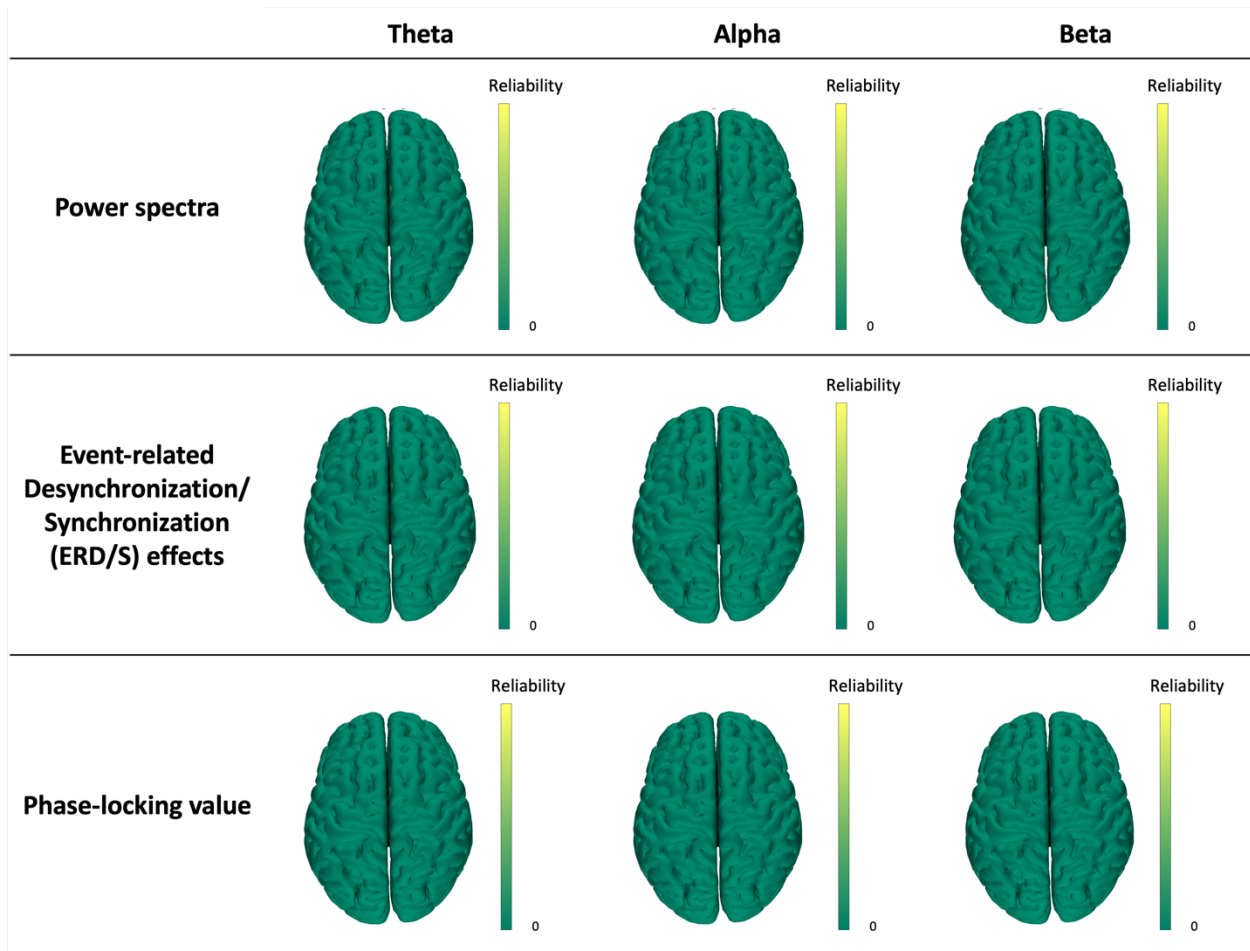 Theta Alpha Beta
Reliability Reliability Reliability
Power spectra
0 0 0
Reliability Reliability Reliability
Event-related
Desynchronization/
Synchronization
(ERD/S) effects
0 0 0
Reliability Reliability Reliability
Phase-locking value
0 0 0